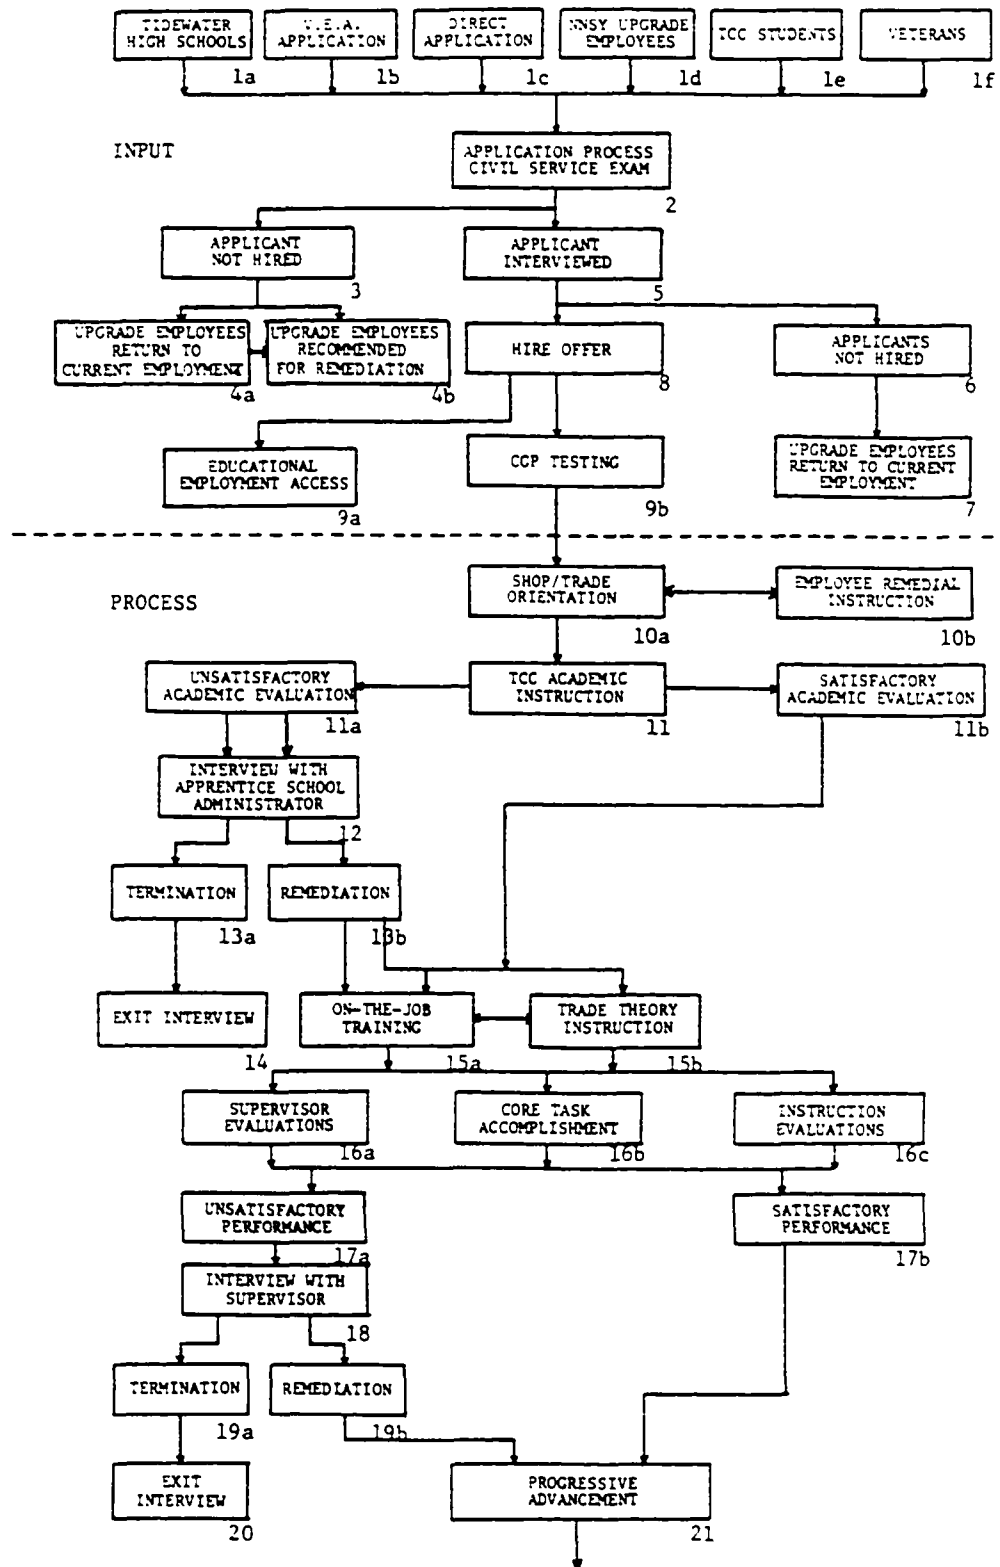 TIDEWATER
HIGH SCHOOLS
1a
V.E.A.
APPLICATION
1b
DIRECT
APPLICATION
1c
NNSY UPGRADE
EMPLOYEES
1d
TCC STUDENTS
1e
VETERANS
1f
INPUT
APPLICATION PROCESS
CIVIL SERVICE EXAM
2
APPLICANT
NOT HIRED
3
APPLICANT
INTERVIEWED
5
UPGRADE EMPLOYEES
RETURN TO
CURRENT EMPLOYMENT
4a
UPGRADE EMPLOYEES
RECOMMENDED
FOR REMEDIATION
4b
HIRE OFFER
8
APPLICANTS
NOT HIRED
6
EDUCATIONAL
EMPLOYMENT ACCESS
9a
CGP TESTING
9b
UPGRADE EMPLOYEES
RETURN TO CURRENT
EMPLOYMENT
7
PROCESS
SHOP/TRADE
ORIENTATION
10a
EMPLOYEE REMEDIAL
INSTRUCTION
10b
UNSATISFACTORY
ACADEMIC EVALUATION
11a
TCC ACADEMIC
INSTRUCTION
11
SATISFACTORY
ACADEMIC EVALUATION
11b
INTERVIEW WITH
APPRENTICE SCHOOL
ADMINISTRATOR
12
TERMINATION
13a
REMEDIATION
13b
EXIT INTERVIEW
14
ON-THE-JOB
TRAINING
15a
TRADE THEORY
INSTRUCTION
15b
SUPERVISOR
EVALUATIONS
16a
CORE TASK
ACCOMPLISHMENT
16b
INSTRUCTION
EVALUATIONS
16c
UNSATISFACTORY
PERFORMANCE
17a
SATISFACTORY
PERFORMANCE
17b
INTERVIEW WITH
SUPERVISOR
18
TERMINATION
19a
REMEDIATION
19b
EXIT
INTERVIEW
20
PROGRESSIVE
ADVANCEMENT
21